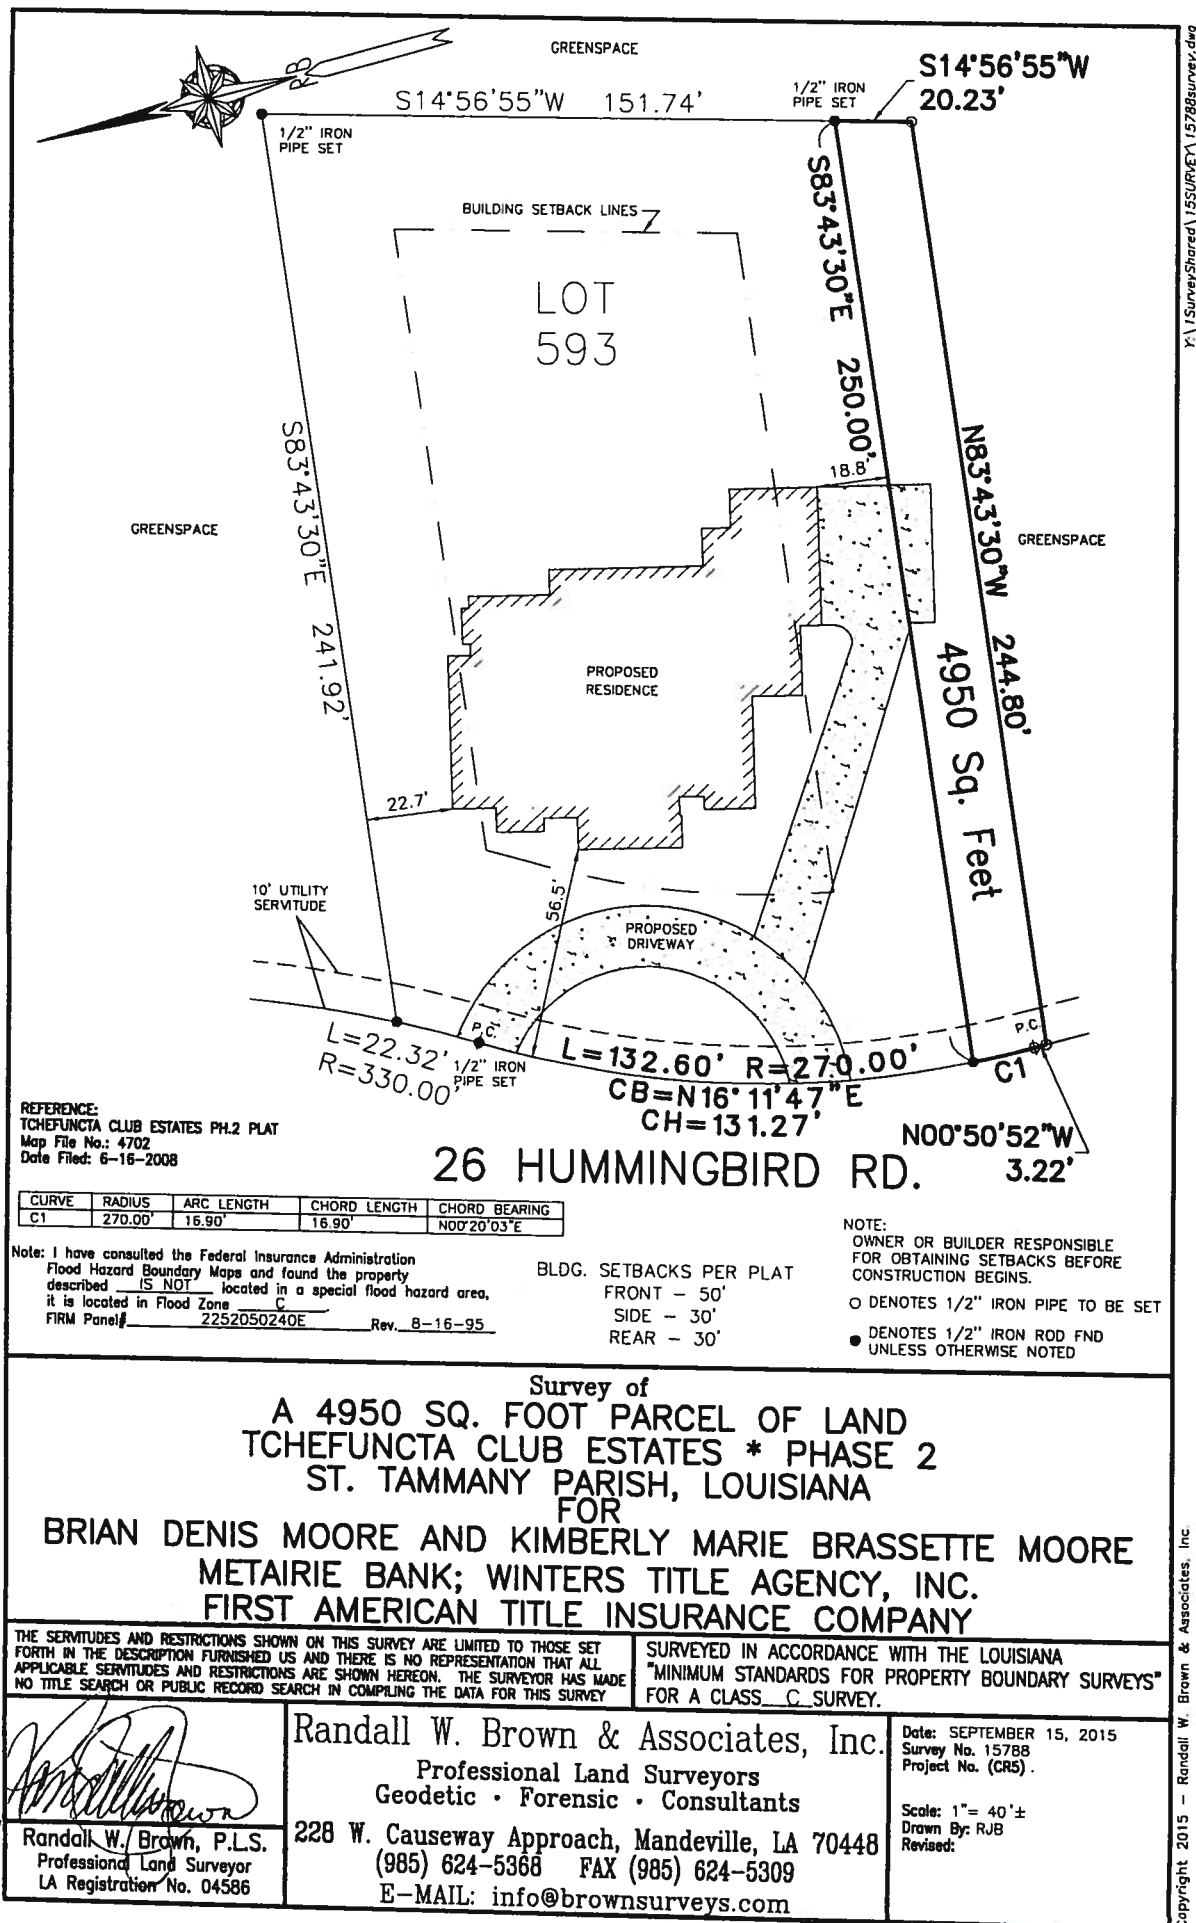 GREENSPACE
S14°56'55"W
20.23'
RB
S14°56'55"W 151.74'
1/2" IRON
PIPE SET
1/2" IRON
PIPE SET
BUILDING SETBACK LINES
LOT
593
S83°43'30"E 250.00'
S83°43'30"E 241.92'
N83°43'30"W 244.80'
18.8'
GREENSPACE
GREENSPACE
4950 Sq. Feet
PROPOSED
RESIDENCE
22.7'
10' UTILITY
SERVITUDE
56.5'
PROPOSED
DRIVEWAY
P.C.
P.C.
L=22.32'
R=330.00'
1/2" IRON
PIPE SET
L=132.60' R=270.00'
CB=N16°11'47"E
CH=131.27'
C1
N00°50'52"W
3.22'
REFERENCE:
TCHEFUNCTA CLUB ESTATES PH.2 PLAT
Map File No.: 4702
Date Filed: 6-16-2008
26 HUMMINGBIRD RD.
CURVE RADIUS ARC LENGTH CHORD LENGTH CHORD BEARING
C1 270.00' 16.90' 16.90' N00°20'03"E
Note: I have consulted the Federal Insurance Administration
Flood Hazard Boundary Maps and found the property
described IS NOT located in a special flood hazard area,
it is located in Flood Zone C.
FIRM Panel# 2252050240E Rev. 8-16-95
BLDG. SETBACKS PER PLAT
FRONT - 50'
SIDE - 30'
REAR - 30'
NOTE:
OWNER OR BUILDER RESPONSIBLE
FOR OBTAINING SETBACKS BEFORE
CONSTRUCTION BEGINS.
O DENOTES 1/2" IRON PIPE TO BE SET
● DENOTES 1/2" IRON ROD FND
UNLESS OTHERWISE NOTED
Survey of
A 4950 SQ. FOOT PARCEL OF LAND
TCHEFUNCTA CLUB ESTATES * PHASE 2
ST. TAMMANY PARISH, LOUISIANA
FOR
BRIAN DENIS MOORE AND KIMBERLY MARIE BRASSETTE MOORE
METAIRIE BANK; WINTERS TITLE AGENCY, INC.
FIRST AMERICAN TITLE INSURANCE COMPANY
THE SERVITUDES AND RESTRICTIONS SHOWN ON THIS SURVEY ARE LIMITED TO THOSE SET
FORTH IN THE DESCRIPTION FURNISHED US AND THERE IS NO REPRESENTATION THAT ALL
APPLICABLE SERVITUDES AND RESTRICTIONS ARE SHOWN HEREON. THE SURVEYOR HAS MADE
NO TITLE SEARCH OR PUBLIC RECORD SEARCH IN COMPILING THE DATA FOR THIS SURVEY
SURVEYED IN ACCORDANCE WITH THE LOUISIANA
"MINIMUM STANDARDS FOR PROPERTY BOUNDARY SURVEYS"
FOR A CLASS C SURVEY.
Randall W. Brown, P.L.S.
Professional Land Surveyor
LA Registration No. 04586
Randall W. Brown & Associates, Inc.
Professional Land Surveyors
Geodetic · Forensic · Consultants
228 W. Causeway Approach, Mandeville, LA 70448
(985) 624-5368 FAX (985) 624-5309
E-MAIL: info@brownsurveys.com
Date: SEPTEMBER 15, 2015
Survey No. 15788
Project No. (CR5).
Scale: 1"= 40'±
Drawn By: RJB
Revised:
Y:\1SurveyShared\15SURVEY\15788survey.dwg
Copyright 2015 - Randall W. Brown & Associates, Inc.